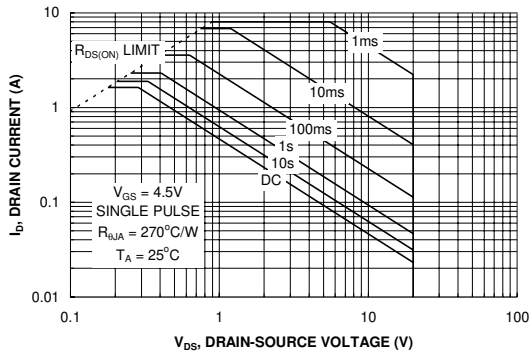 10
R_DS(ON) LIMIT
1ms
10ms
1
100ms
1s
10s
DC
V_GS = 4.5V
SINGLE PULSE
R_θJA = 270°C/W
T_A = 25°C
0.1
0.01
0.1
1
10
100
I_D, DRAIN CURRENT (A)
V_DS, DRAIN-SOURCE VOLTAGE (V)